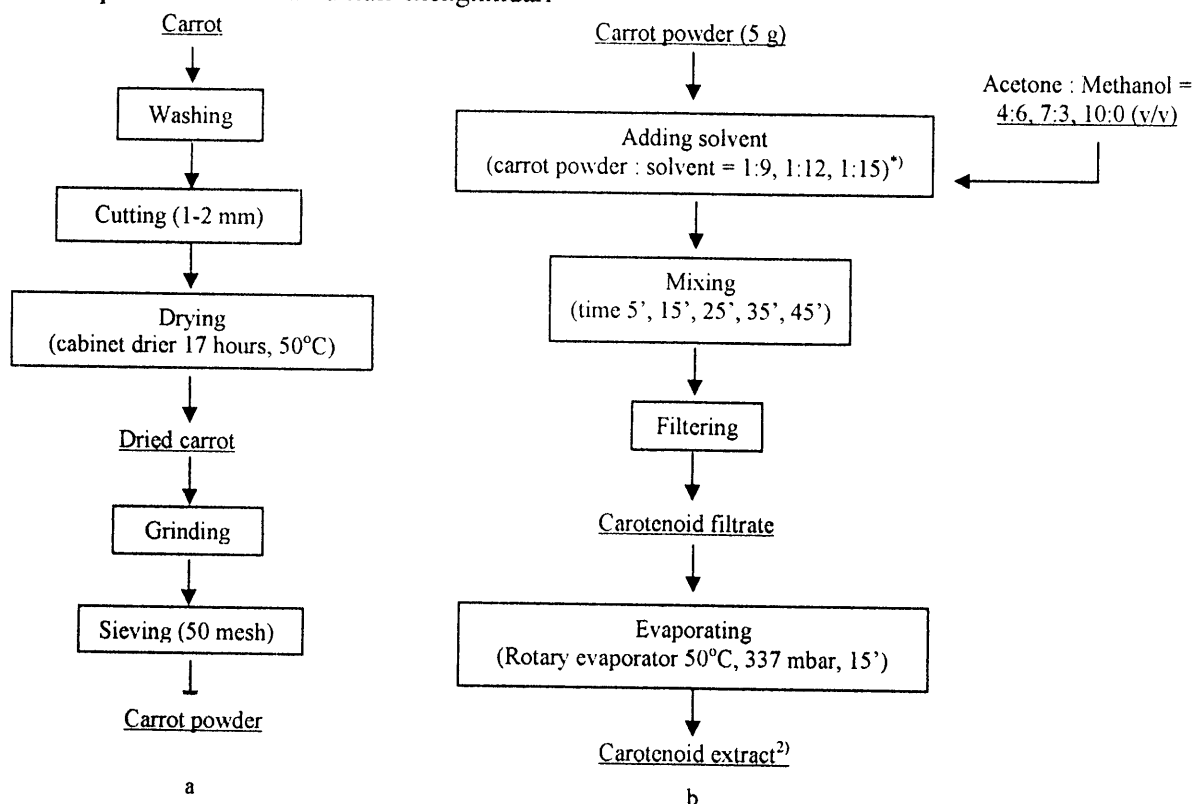 Carrot
Washing
Cutting (1-2 mm)
Drying
(cabinet drier 17 hours, 50°C)
Dried carrot
Grinding
Sieving (50 mesh)
Carrot powder
a
Carrot powder (5 g)
Acetone : Methanol =
4:6, 7:3, 10:0 (v/v)
Adding solvent
(carrot powder : solvent = 1:9, 1:12, 1:15)*)
Mixing
(time 5’, 15’, 25’, 35’, 45’)
Filtering
Carotenoid filtrate
Evaporating
(Rotary evaporator 50°C, 337 mbar, 15’)
Carotenoid extract2)
b